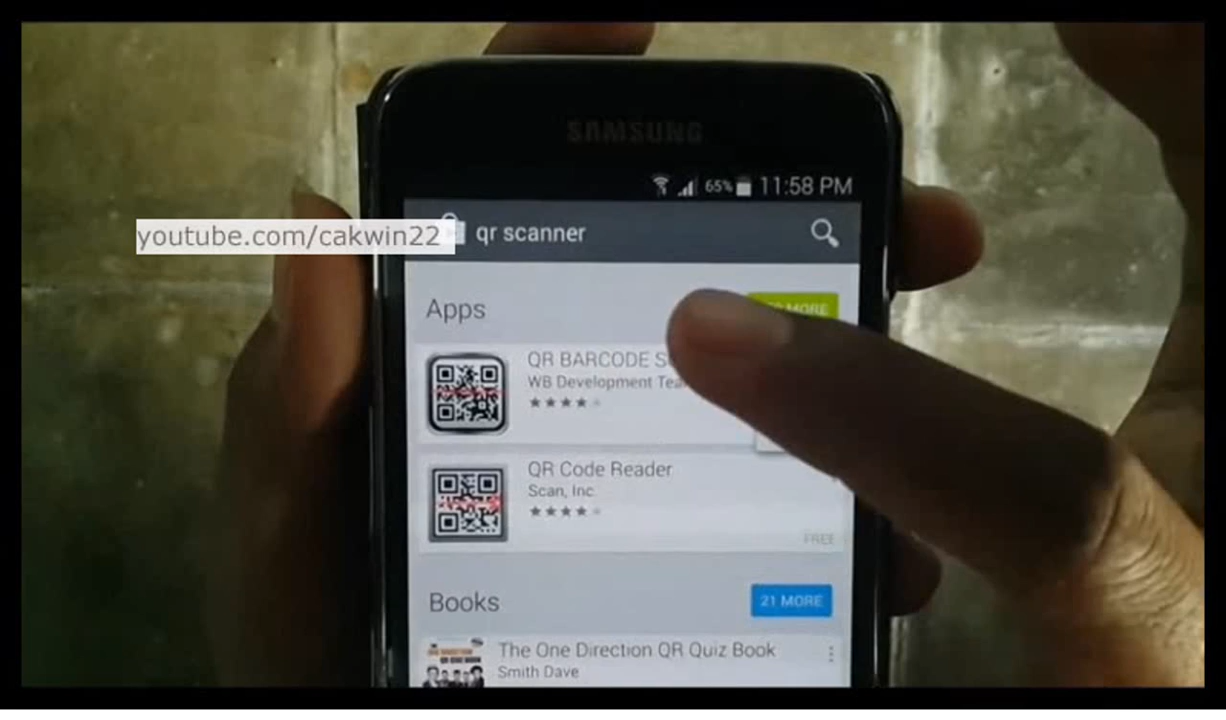 SAMSUNG
65% 11:58 PM
youtube.com/cakwin22
qr scanner
Apps
MORE
QR BARCODE
WB Development
QR Code Reader
Scan, Inc.
FREE
Books
21 MORE
The One Direction QR Quiz Book
Smith Dave